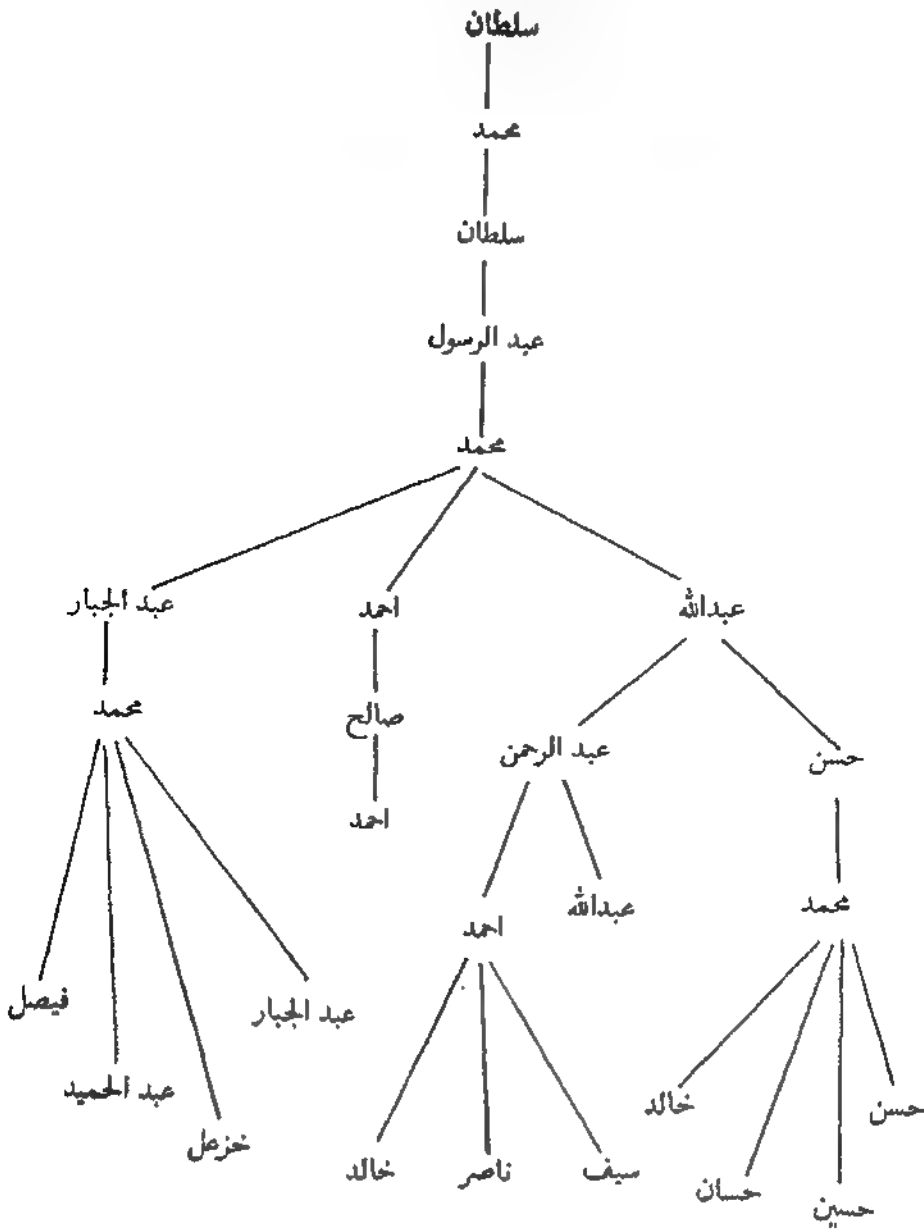 سلطان
محمد
سلطان
عبد الرسول
محمد
عبدالله
احمد
عبد الجبار
حسن
عبد الرحمن
صالح
محمد
احمد
محمد
عبدالله
احمد
عبد الجبار
فيصل
حسن
خالد
عبد الحميد
خزعل
سيف
ناصر
خالد
حسان
حسين